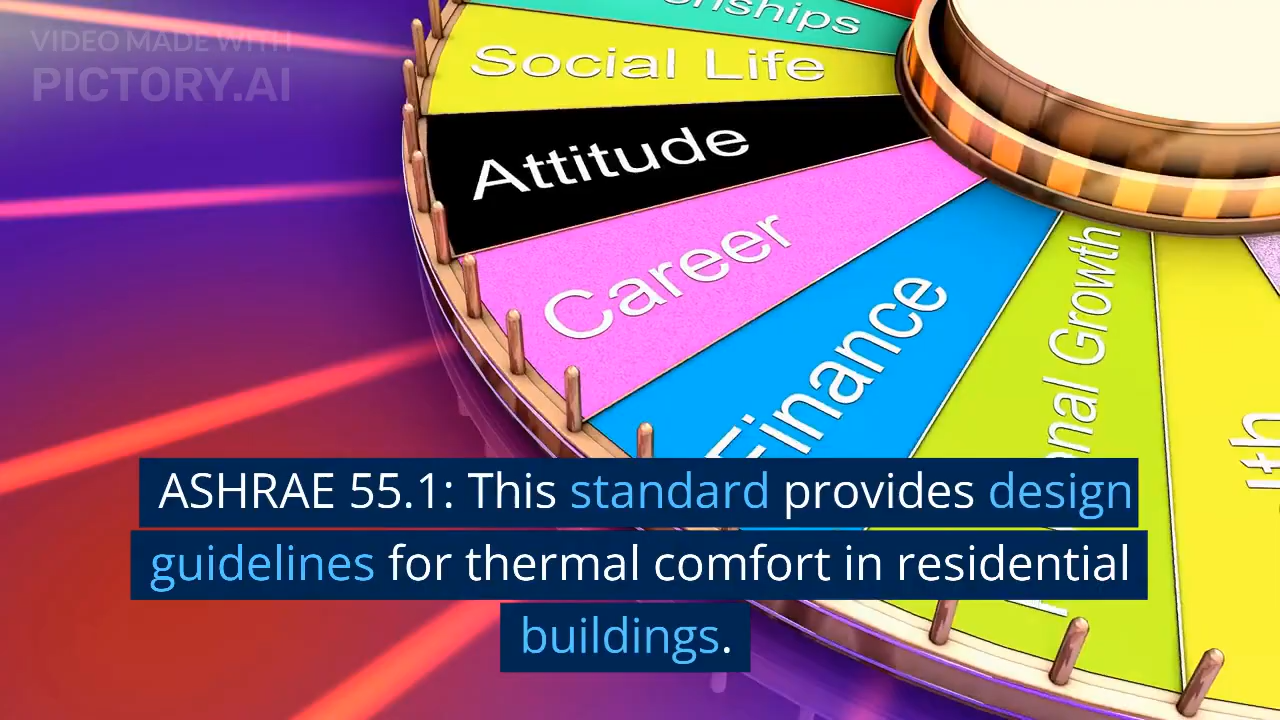 VIDEO MADE WITH
PICTORY.AI
Social Life
Attitude
Career
Finance
Growth
ASHRAE 55.1: This standard provides design
guidelines for thermal comfort in residential
buildings.